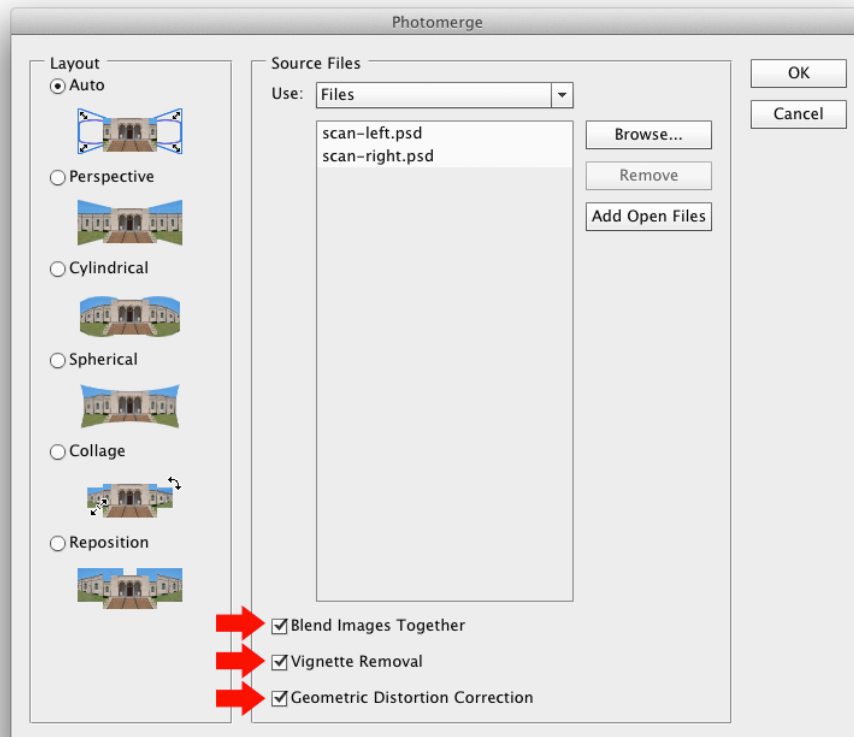 Photomerge
Layout
Auto
Perspective
Cylindrical
Spherical
Collage
Reposition
Source Files
Use: Files
scan-left.psd
scan-right.psd
Browse...
Remove
Add Open Files
Blend Images Together
Vignette Removal
Geometric Distortion Correction
OK
Cancel